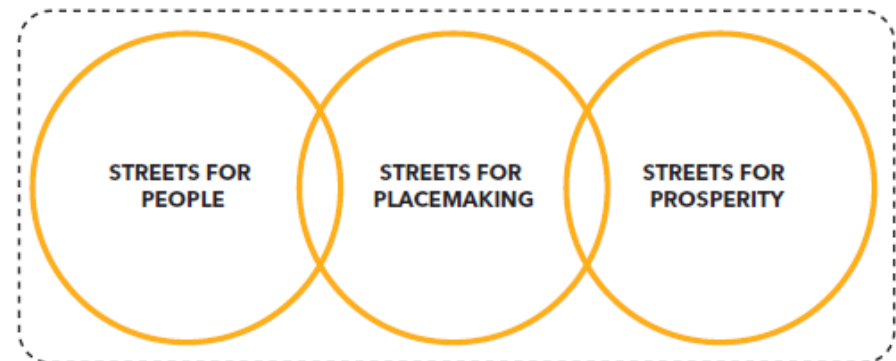 STREETS FOR
PEOPLE
STREETS FOR
PLACEMAKING
STREETS FOR
PROSPERITY